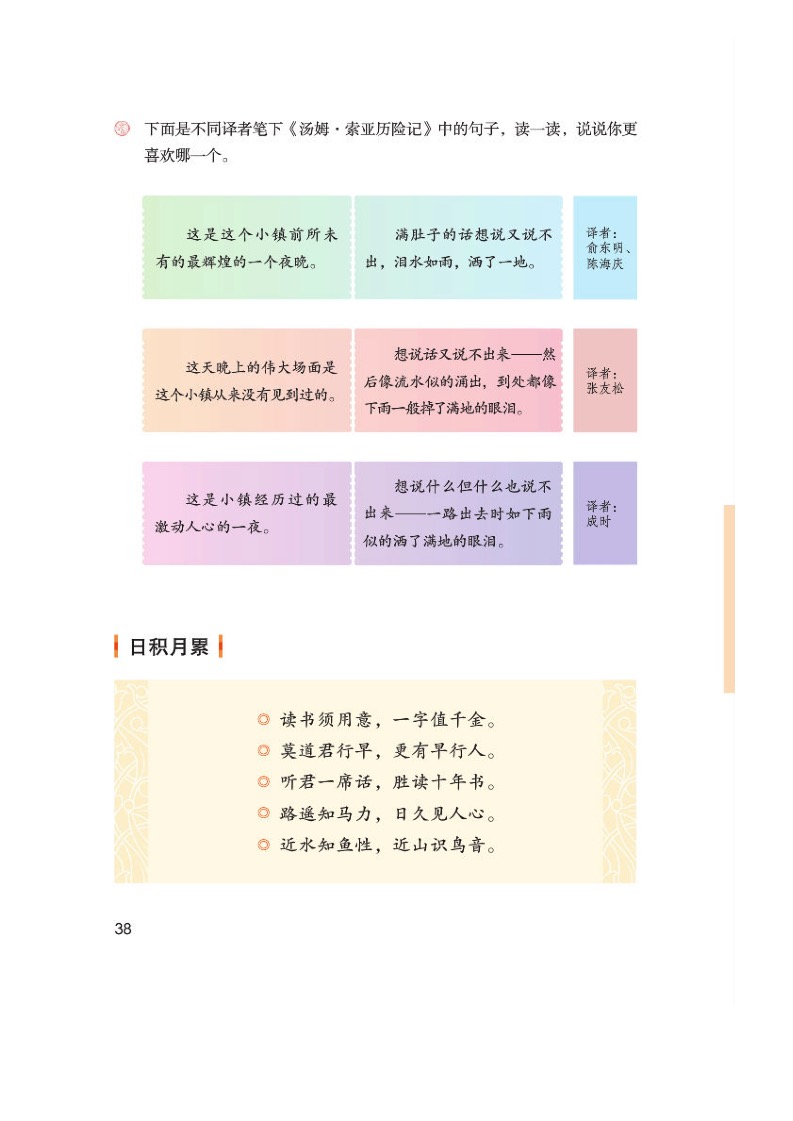 下面是不同译者笔下《汤姆·索亚历险记》中的句子，读一读，说说你更
喜欢哪一个。
这是这个小镇前所未
有的最辉煌的一个夜晚。
满肚子的话想说又说不
出，泪水如雨，洒了一地。
译者：
俞东明、
陈海庆
这天晚上的伟大场面是
这个小镇从来没有见到过的。
想说话又说不出来——然
后像流水似的涌出，到处都像
下雨一般掉了满地的眼泪。
译者：
张友松
这是小镇经历过的最
激动人心的一夜。
想说什么但什么也说不
出来——一路出去时如下雨
似的洒了满地的眼泪。
译者：
成时
日积月累
读书须用意，一字值千金。
莫道君行早，更有早行人。
听君一席话，胜读十年书。
路遥知马力，日久见人心。
近水知鱼性，近山识鸟音。
38